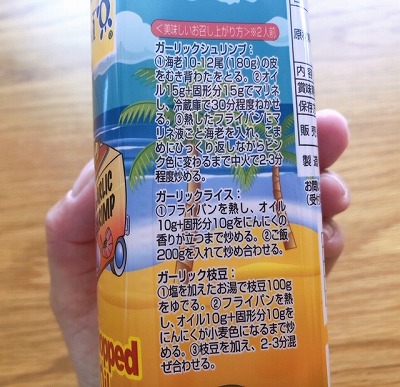 <美味しいお召し上がり方>※2人前
ガーリックシュリンプ：
①海老10-12尾(180g)の皮
をむき背わたをとる。②オイ
ル15g+固形分15gでマリネ
し、冷蔵庫で30分程度ねかせ
る。③熱したフライパンにマ
リネ液ごと海老を入れ、こま
めにひっくり返しながらピン
ク色に変わるまで中火で2-3分
程度炒める。
ガーリックライス：
①フライパンを熱し、オイル
10g+固形分10gをにんにくの
香りが立つまで炒める。②ご飯
200gを入れて炒め合わせる。
ガーリック枝豆：
①塩を加えたお湯で枝豆100g
をゆでる。②フライパンを熱
し、オイル10g+固形分10gを
にんにくが小麦色になるまで炒
める。③枝豆を加え、2-3分混
ぜ合わせる。
opped
原
内
賞味
保存
販売
製造
お問
(受